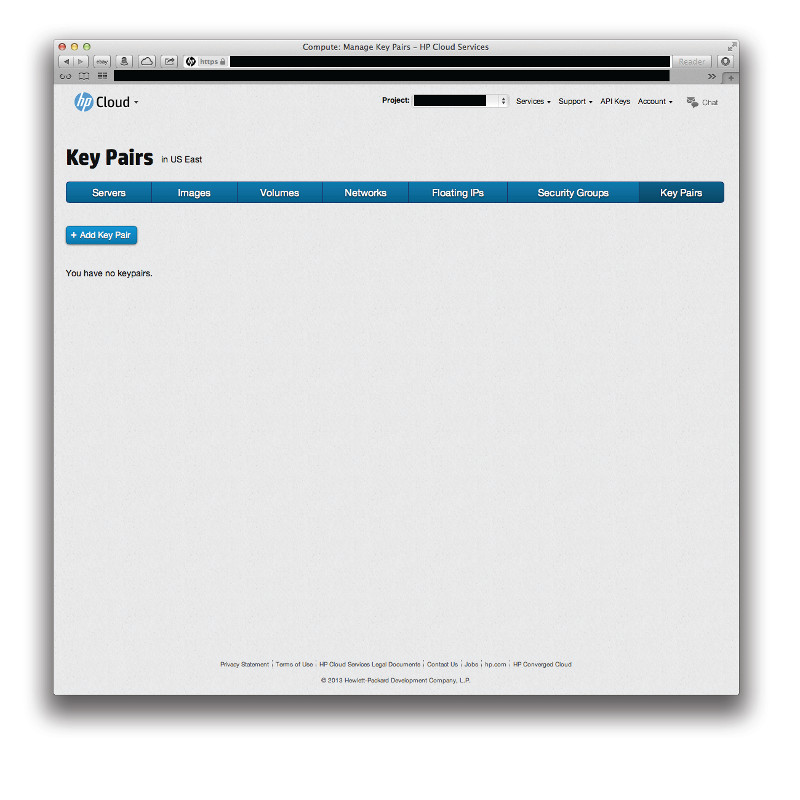 Compute: Manage Key Pairs – HP Cloud Services
ebay hp https Reader
hp Cloud Project: Services Support API Keys Account Chat
Key Pairs in US East
Servers Images Volumes Networks Floating IPs Security Groups Key Pairs
+ Add Key Pair
You have no keypairs.
Privacy Statement | Terms of Use | HP Cloud Services Legal Documents | Contact Us | Jobs | hp.com | HP Converged Cloud
© 2013 Hewlett-Packard Development Company, L.P.